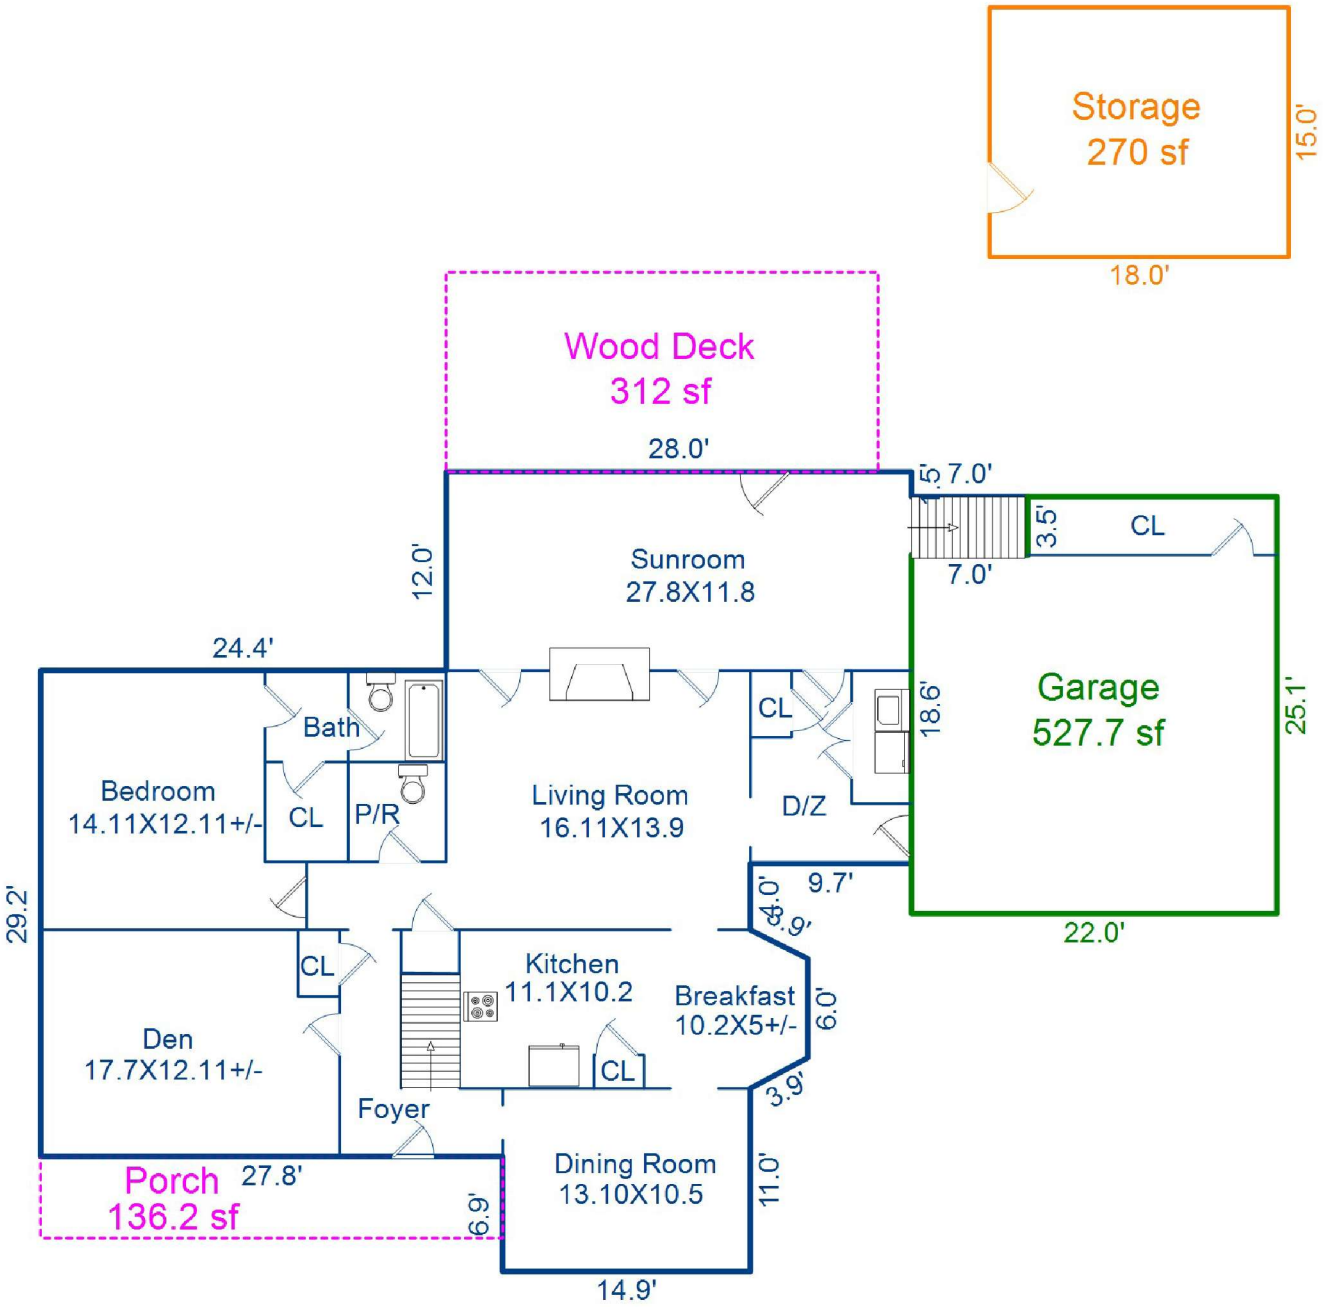 Storage
270 sf
15.0'
18.0'
Wood Deck
312 sf
28.0'
7.0'
12.0'
Sunroom
27.8X11.8
3.5'
CL
7.0'
24.4'
Bath
CL
18.6'
Garage
527.7 sf
25.1'
Bedroom
14.11X12.11+/-
CL
P/R
Living Room
16.11X13.9
D/Z
9.7'
4.0'
3.9'
22.0'
29.2'
CL
Kitchen
11.1X10.2
Breakfast
10.2X5+/-
6.0'
Den
17.7X12.11+/-
CL
3.9'
Foyer
Porch
136.2 sf
27.8'
6.9'
Dining Room
13.10X10.5
11.0'
14.9'